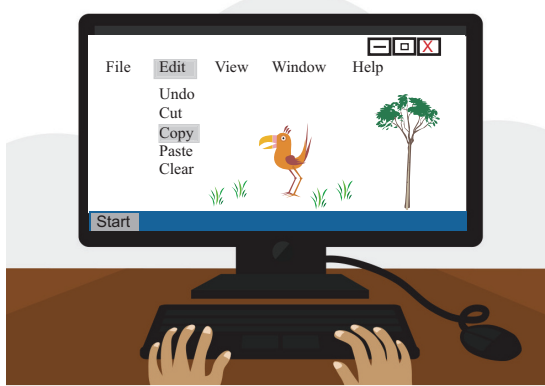 X
File Edit View Window Help
Undo
Cut
Copy
Paste
Clear
Start